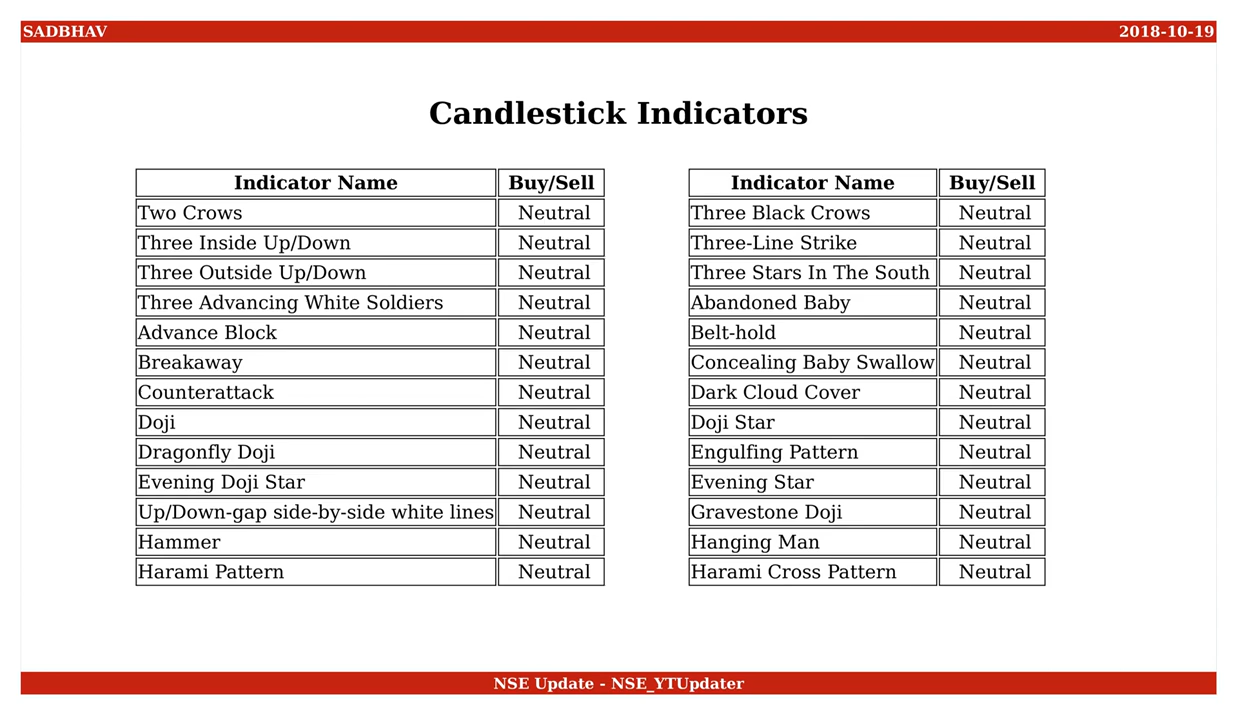 SADBHAV 2018-10-19
Candlestick Indicators
Indicator Name Buy/Sell Indicator Name Buy/Sell
Two Crows Neutral Three Black Crows Neutral
Three Inside Up/Down Neutral Three-Line Strike Neutral
Three Outside Up/Down Neutral Three Stars In The South Neutral
Three Advancing White Soldiers Neutral Abandoned Baby Neutral
Advance Block Neutral Belt-hold Neutral
Breakaway Neutral Concealing Baby Swallow Neutral
Counterattack Neutral Dark Cloud Cover Neutral
Doji Neutral Doji Star Neutral
Dragonfly Doji Neutral Engulfing Pattern Neutral
Evening Doji Star Neutral Evening Star Neutral
Up/Down-gap side-by-side white lines Neutral Gravestone Doji Neutral
Hammer Neutral Hanging Man Neutral
Harami Pattern Neutral Harami Cross Pattern Neutral
NSE Update - NSE_YTUpdater